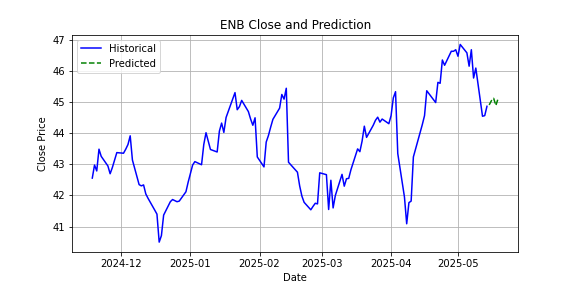 ENB Close and Prediction
Historical
Predicted
Close Price
47
46
45
44
43
42
41
2024-12
2025-01
2025-02
2025-03
2025-04
2025-05
Date